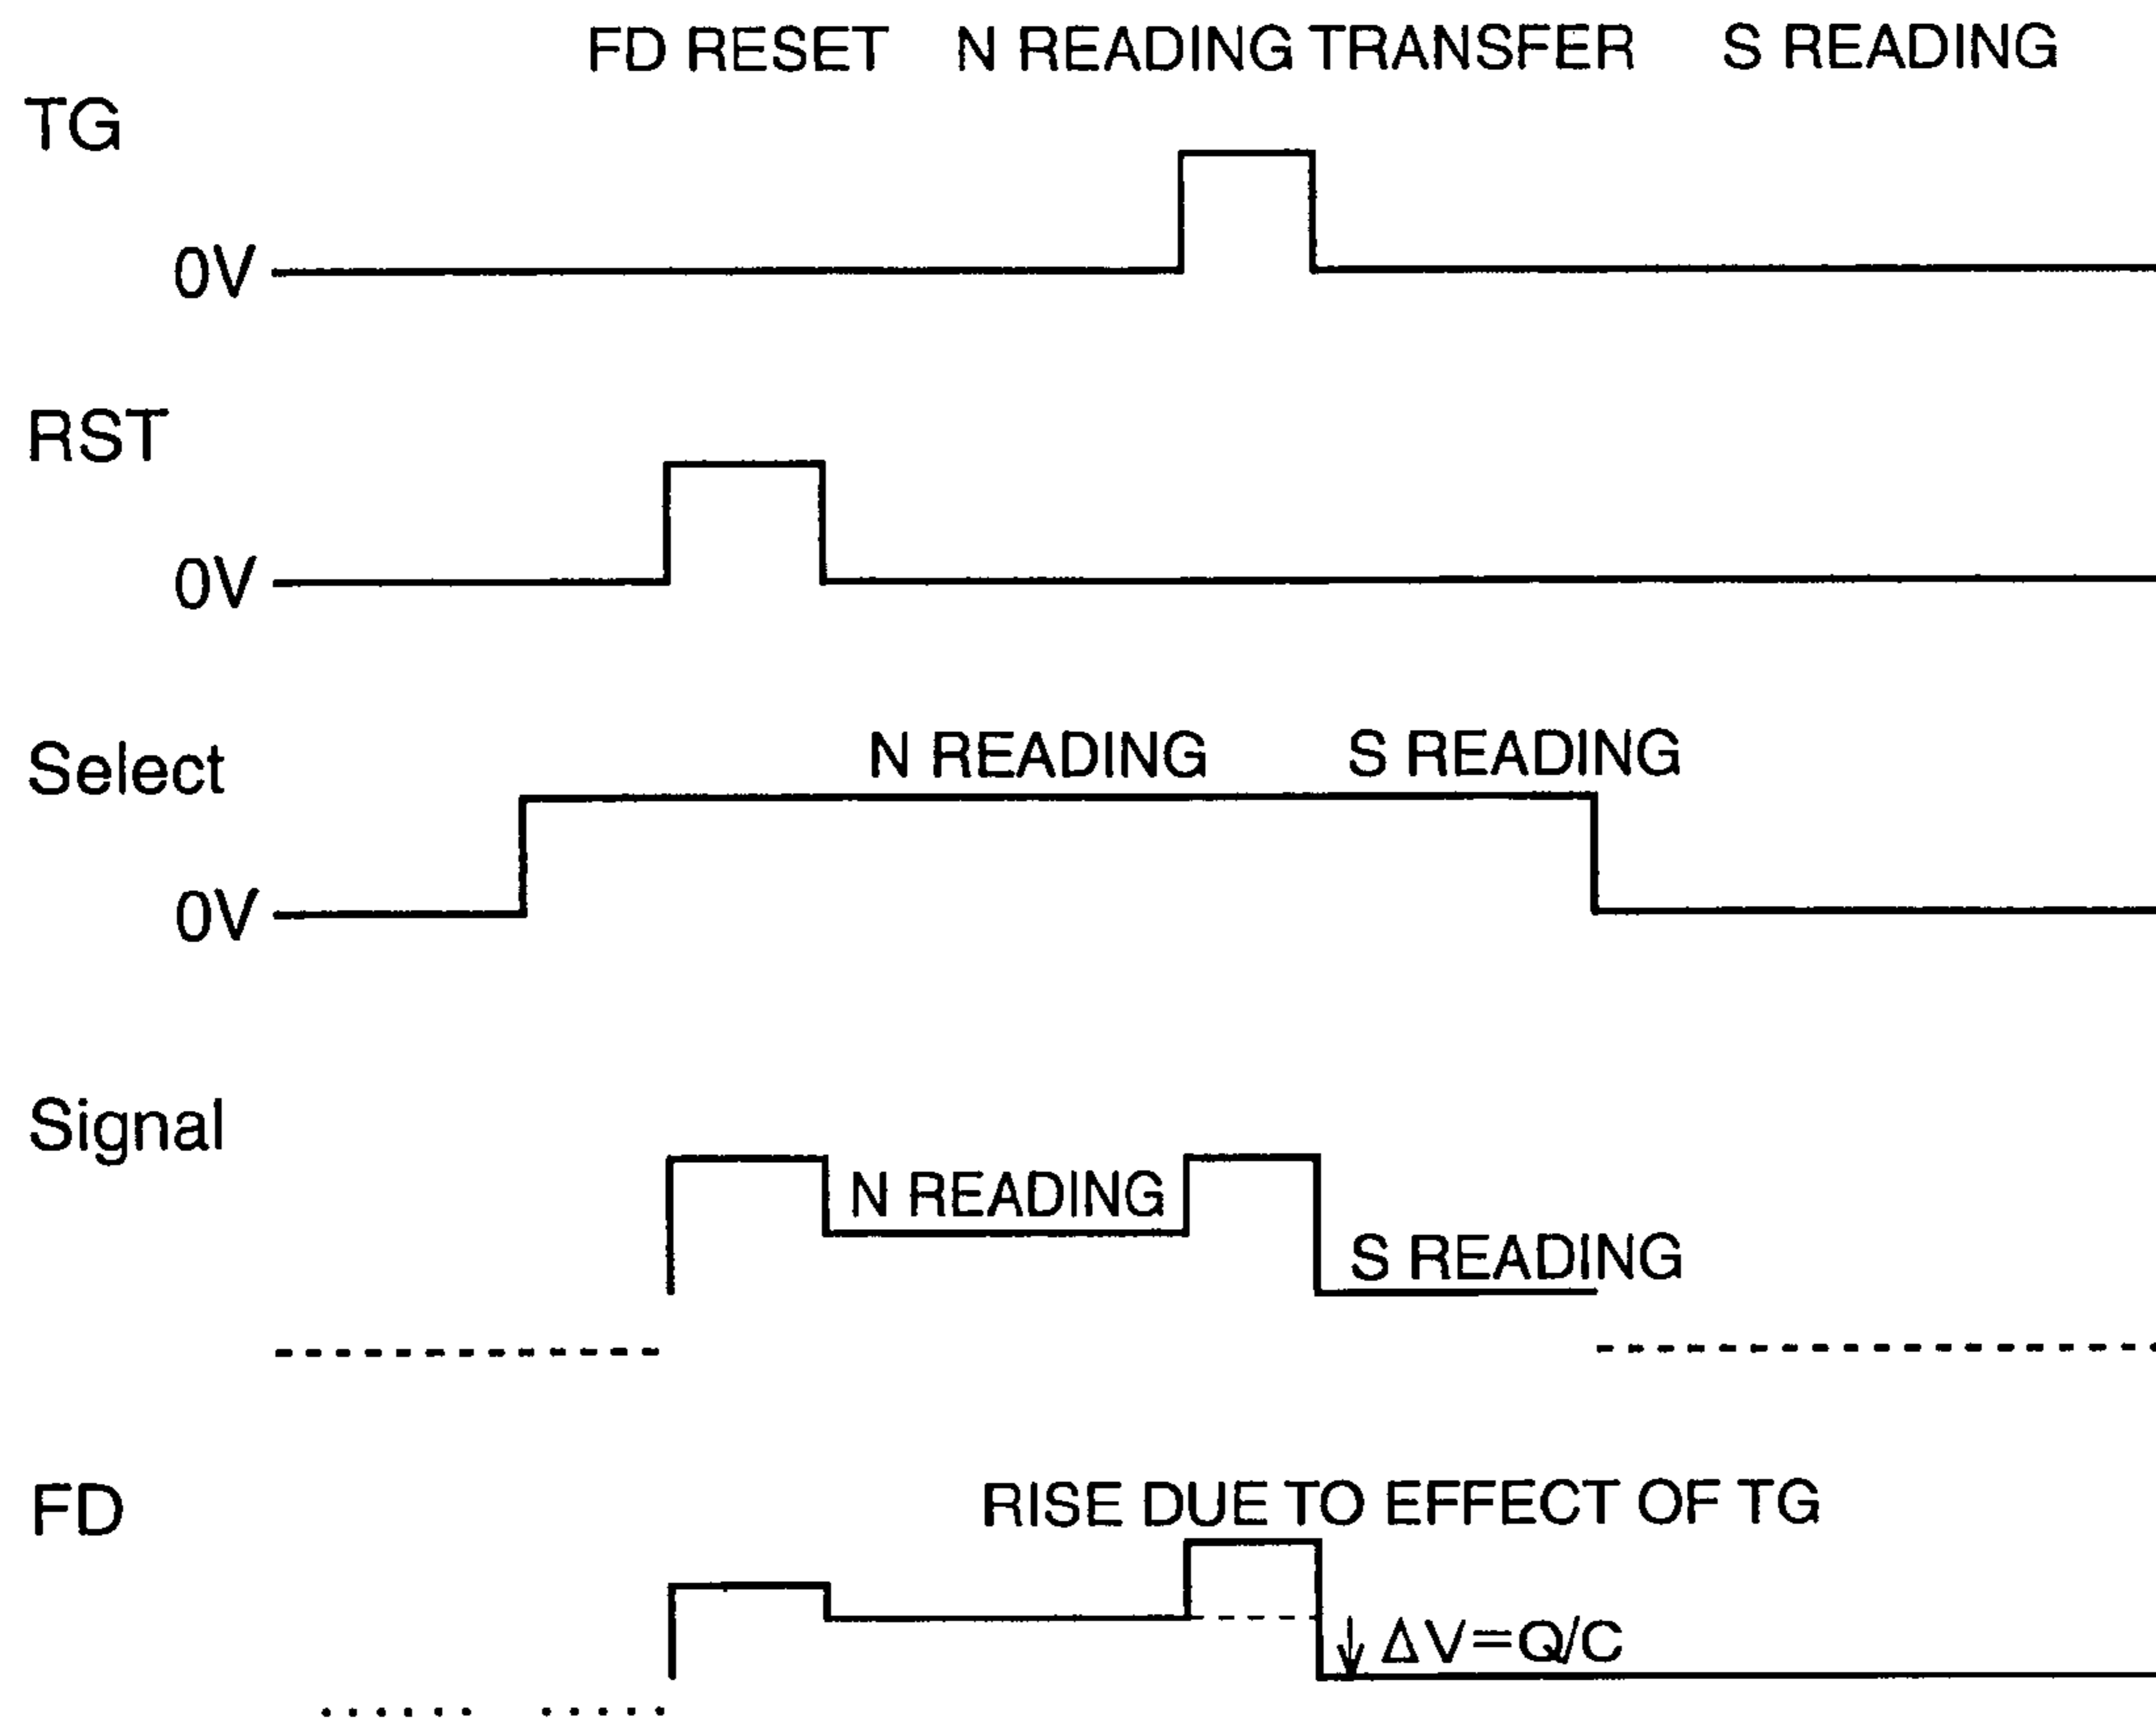 FD RESET N READING TRANSFER S READING
TG
0V
RST
0V
Select
N READING S READING
0V
Signal
N READING
S READING
FD
RISE DUE TO EFFECT OF TG
ΔV=Q/C